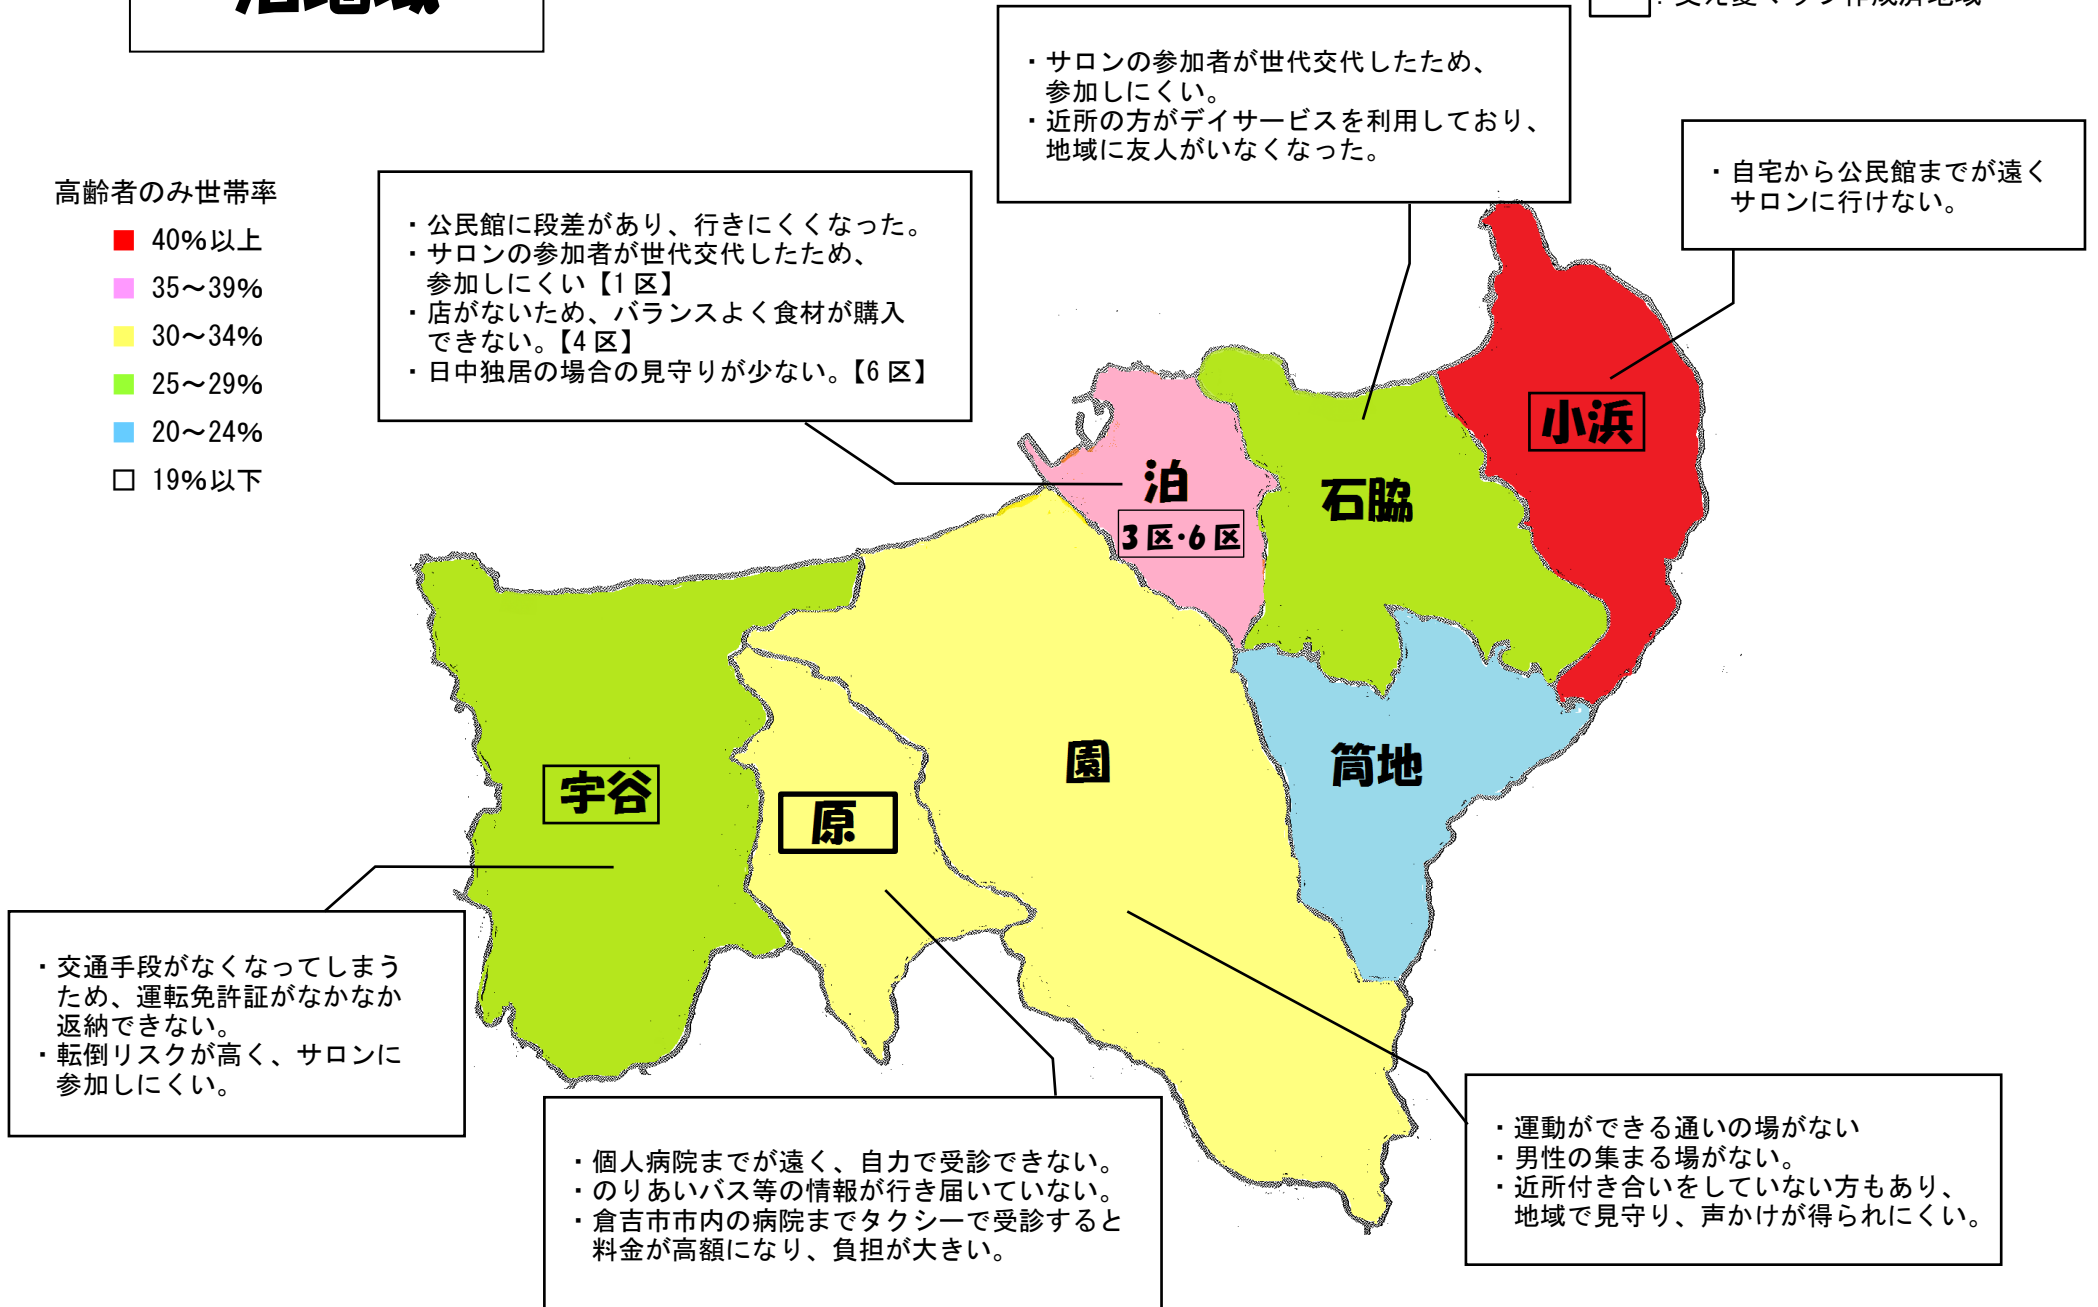 泊地域
・サロンの参加者が世代交代したため、
参加しにくい。
・近所の方がデイサービスを利用しており、
地域に友人がいなくなった。
・自宅から公民館までが遠く
サロンに行けない。
高齢者のみ世帯率
40%以上
35～39%
30～34%
25～29%
20～24%
19%以下
・公民館に段差があり、行きにくくなった。
・サロンの参加者が世代交代したため、
参加しにくい【1区】
・店がないため、バランスよく食材が購入
できない。【4区】
・日中独居の場合の見守りが少ない。【6区】
小浜
泊
3区・6区
石脇
園
筒地
宇谷
原
・交通手段がなくなってしまう
ため、運転免許証がなかなか
返納できない。
・転倒リスクが高く、サロンに
参加しにくい。
・個人病院までが遠く、自力で受診できない。
・のりあいバス等の情報が行き届いていない。
・倉吉市市内の病院までタクシーで受診すると
料金が高額になり、負担が大きい。
・運動ができる通いの場がない
・男性の集まる場がない。
・近所付き合いをしていない方もあり、
地域で見守り、声かけが得られにくい。